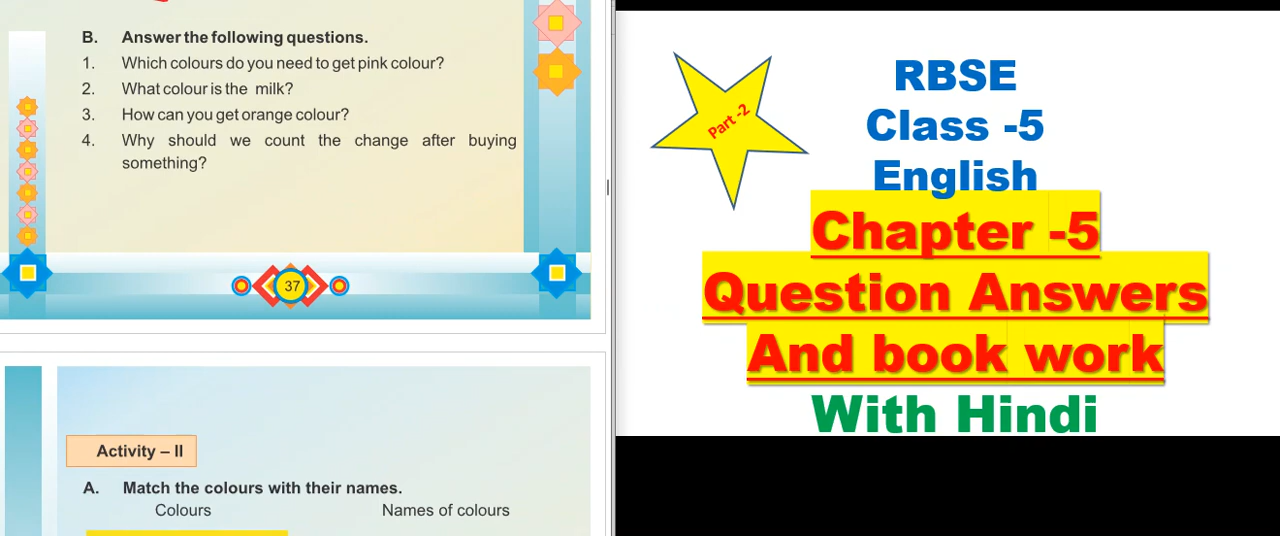 B. Answer the following questions.
1. Which colours do you need to get pink colour?
2. What colour is the milk?
3. How can you get orange colour?
4. Why should we count the change after buying
something?
37
Activity – II
A. Match the colours with their names.
Colours Names of colours
Part -2
RBSE
Class -5
English
Chapter -5
Question Answers
And book work
With Hindi